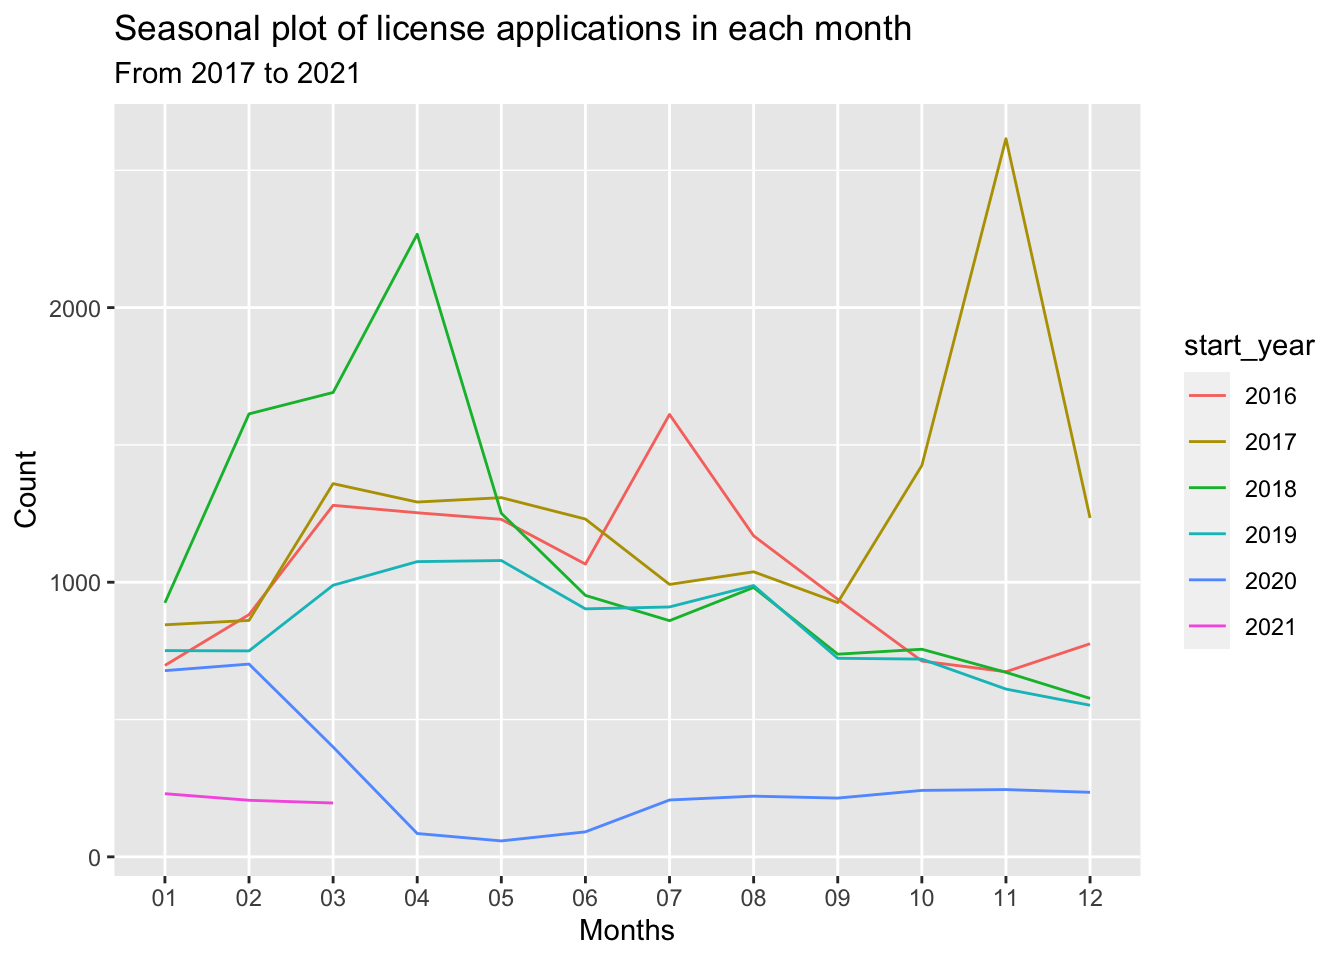 Seasonal plot of license applications in each month
From 2017 to 2021
Count
2000
1000
0
01 02 03 04 05 06 07 08 09 10 11 12
Months
start_year
2016
2017
2018
2019
2020
2021